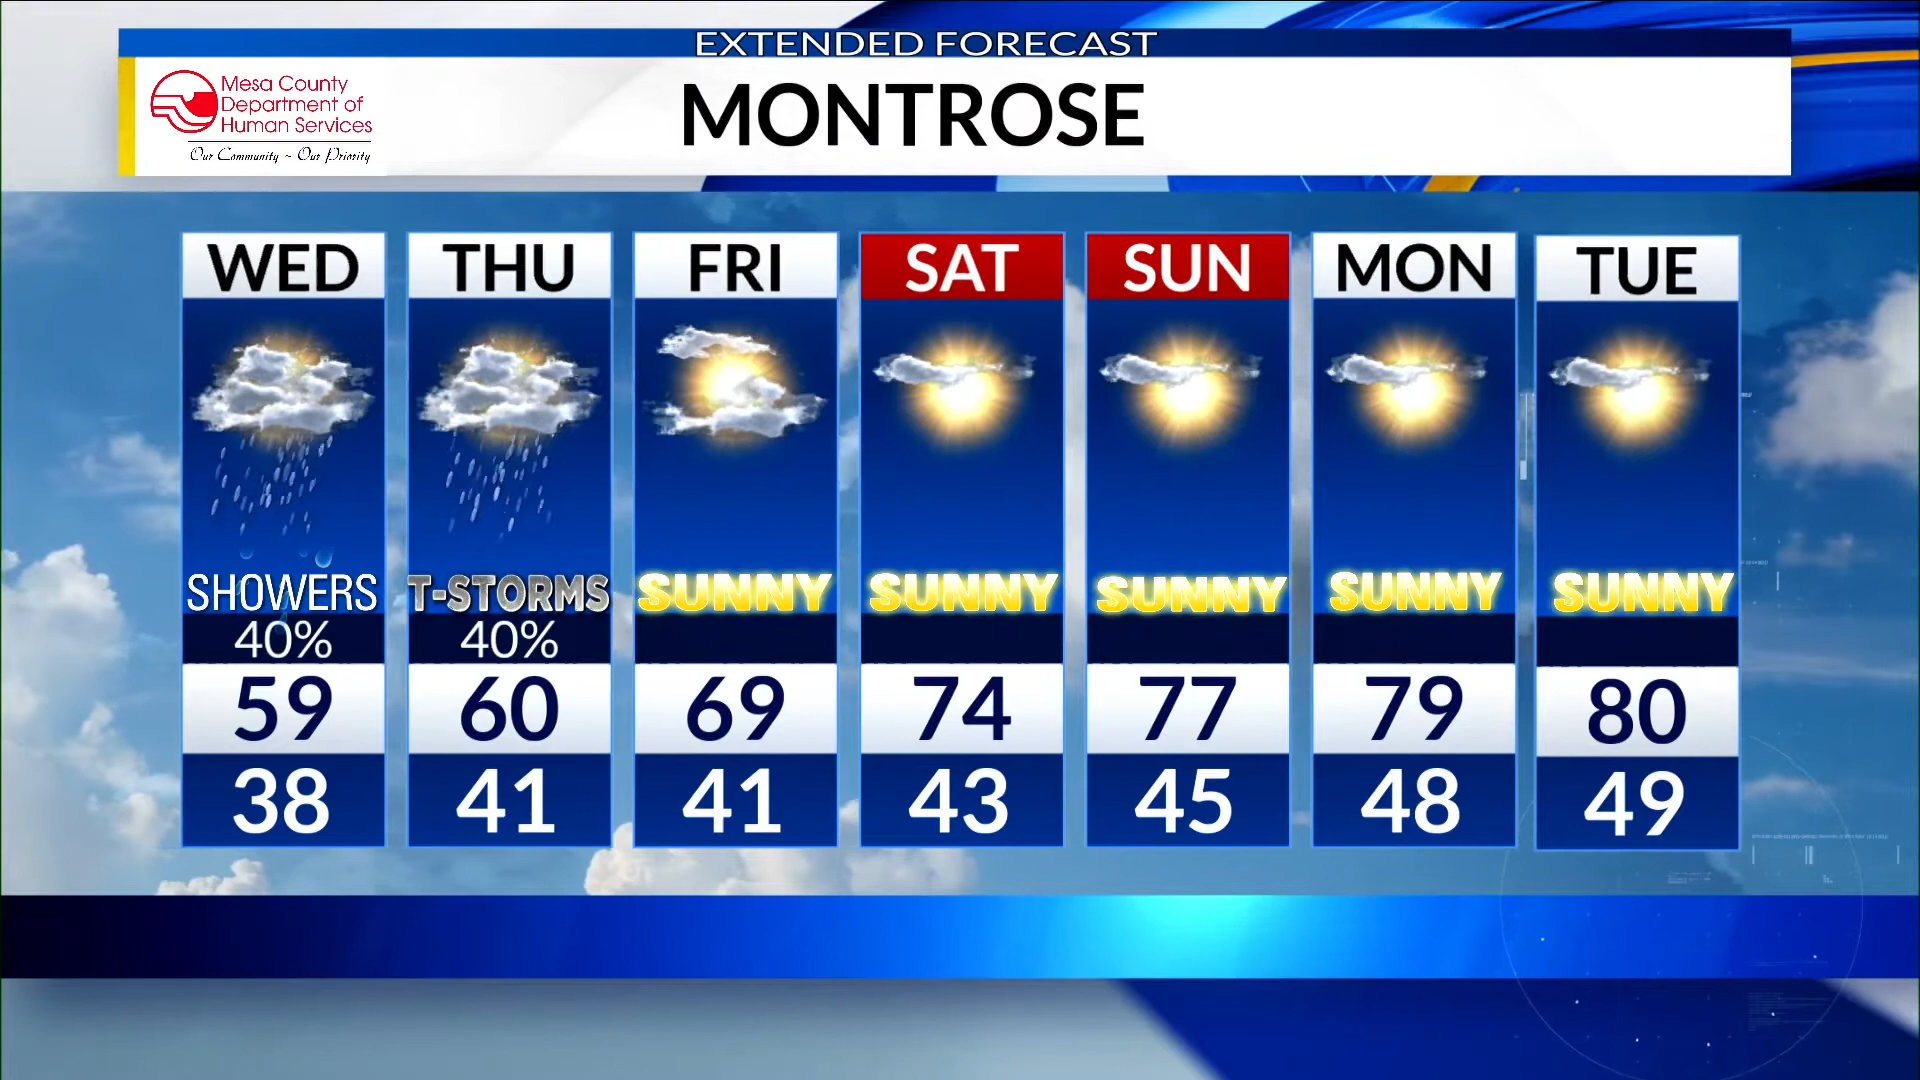 EXTENDED FORECAST
MONTROSE
Mesa County
Department of
Human Services
Our Community ~ Our Priority
WED THU FRI SAT SUN MON TUE
SHOWERS T-STORMS SUNNY SUNNY SUNNY SUNNY SUNNY
40% 40%
59 60 69 74 77 79 80
38 41 41 43 45 48 49